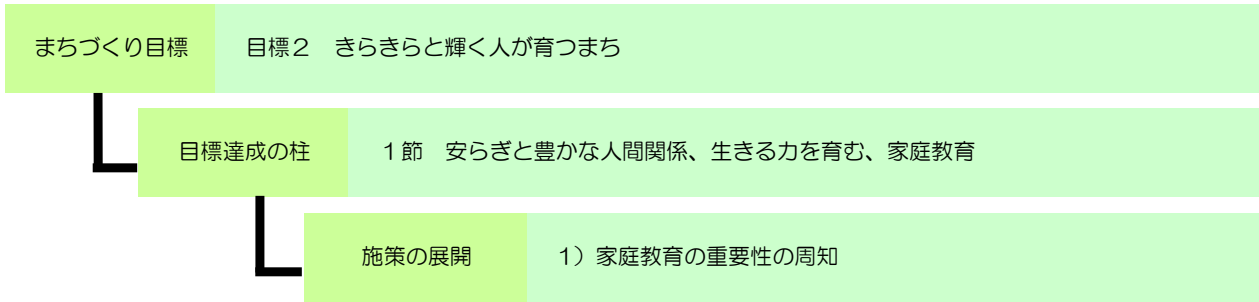 まちづくり目標　目標２　きらきらと輝く人が育つまち
目標達成の柱　１節　安らぎと豊かな人間関係、生きる力を育む、家庭教育
施策の展開　1）家庭教育の重要性の周知